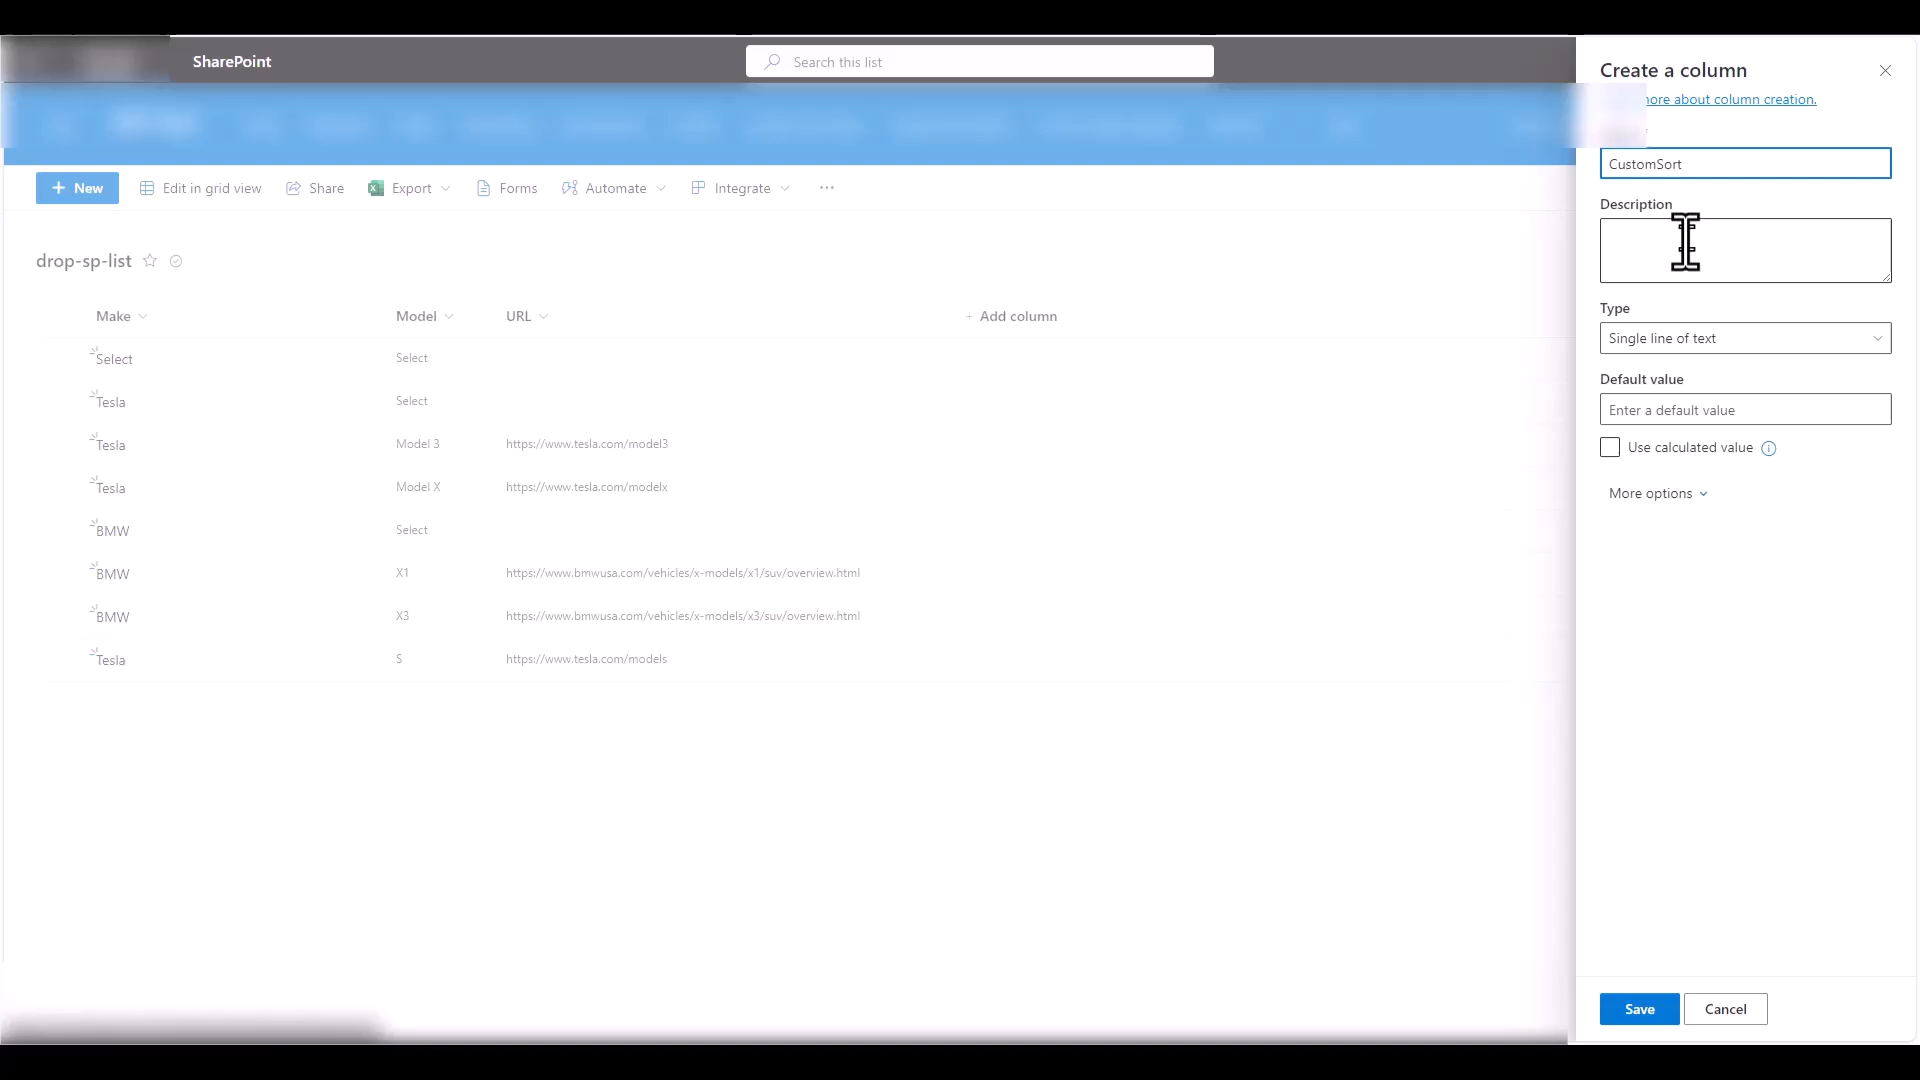 SharePoint
Search this list
New
Edit in grid view
Share
Export
Forms
Automate
Integrate
drop-sp-list
Make Model URL + Add column
Select Select
Tesla Select
Tesla Model 3 https://www.tesla.com/model3
Tesla Model X https://www.tesla.com/modelx
BMW Select
BMW X1 https://www.bmwusa.com/vehicles/x-models/x1/suv/overview.html
BMW X3 https://www.bmwusa.com/vehicles/x-models/x3/suv/overview.html
Tesla S https://www.tesla.com/models
Create a column
more about column creation.
CustomSort
Description
Type
Single line of text
Default value
Enter a default value
Use calculated value
More options
Save Cancel